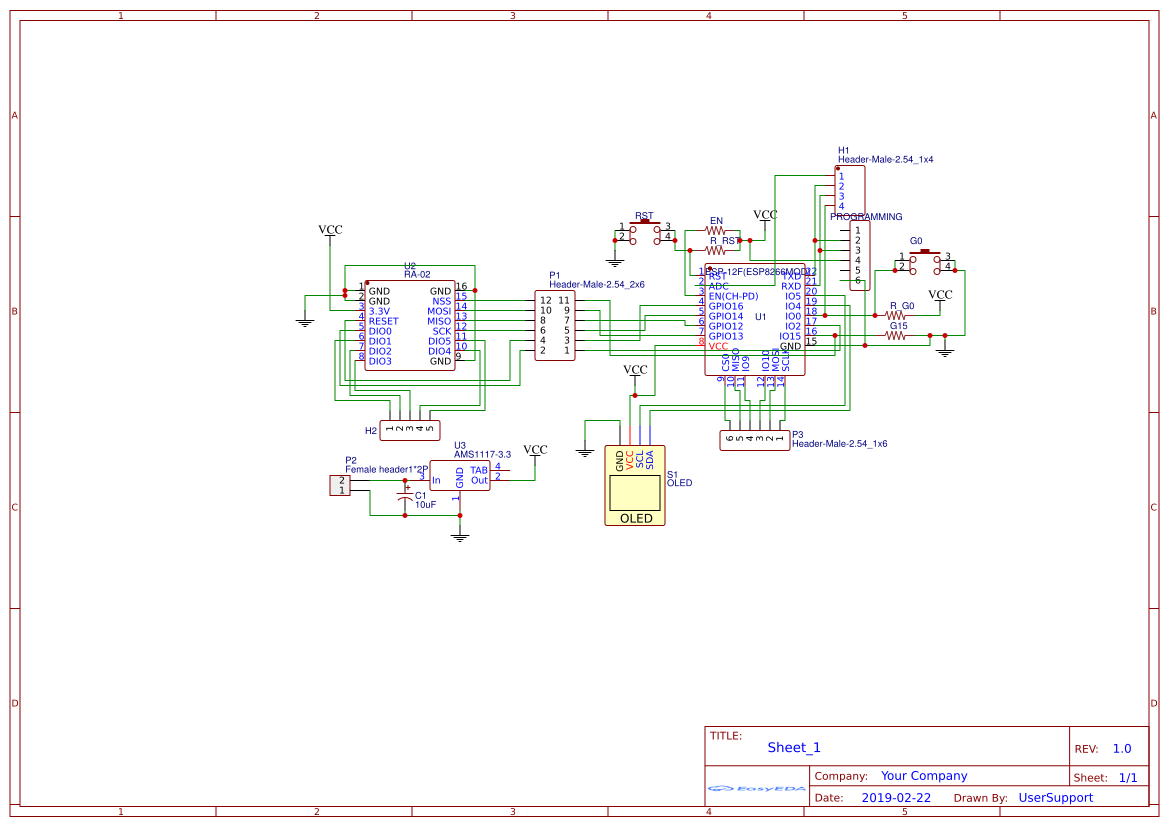 1 2 3 4 5
A A
H1
Header-Male-2.54_1x4
1
2
3
4
PROGRAMMING
1
2
3
4
5
6
RST
1 3
2 4
EN
R_RST
VCC
G0
1 3
2 4
VCC
R_G0
G15
VCC
U2
RA-02
1 GND GND 16
2 GND NSS 15
3 3.3V MOSI 14
4 RESET MISO 13
5 DIO0 SCK 12
6 DIO1 DIO5 11
7 DIO2 DIO4 10
8 DIO3 GND 9
P1
Header-Male-2.54_2x6
12 11
10 9
8 7
6 5
4 3
2 1
ESP-12F(ESP8266MOD)
U1
1 RST TXD 22
2 ADC RXD 21
3 EN(CH-PD) IO5 20
4 GPIO16 IO4 19
5 GPIO14 IO0 18
6 GPIO12 IO2 17
7 GPIO13 IO15 16
8 VCC GND 15
CS0 MISO IO9 IO10 MOSI SCLK
9 10 11 12 13 14
B B
VCC
H2
1 2 3 4 5
6 5 4 3 2 1
P3
Header-Male-2.54_1x6
P2
Female header1*2P
2
1
U3
AMS1117-3.3
3 In GND TAB 4
Out 2
1
VCC
C1
10uF
GND VCC SCL SDA
S1
OLED
OLED
C C
D D
TITLE:
Sheet_1
REV: 1.0
EasyEDA
Company: Your Company
Sheet: 1/1
Date: 2019-02-22 Drawn By: UserSupport
1 2 3 4 5